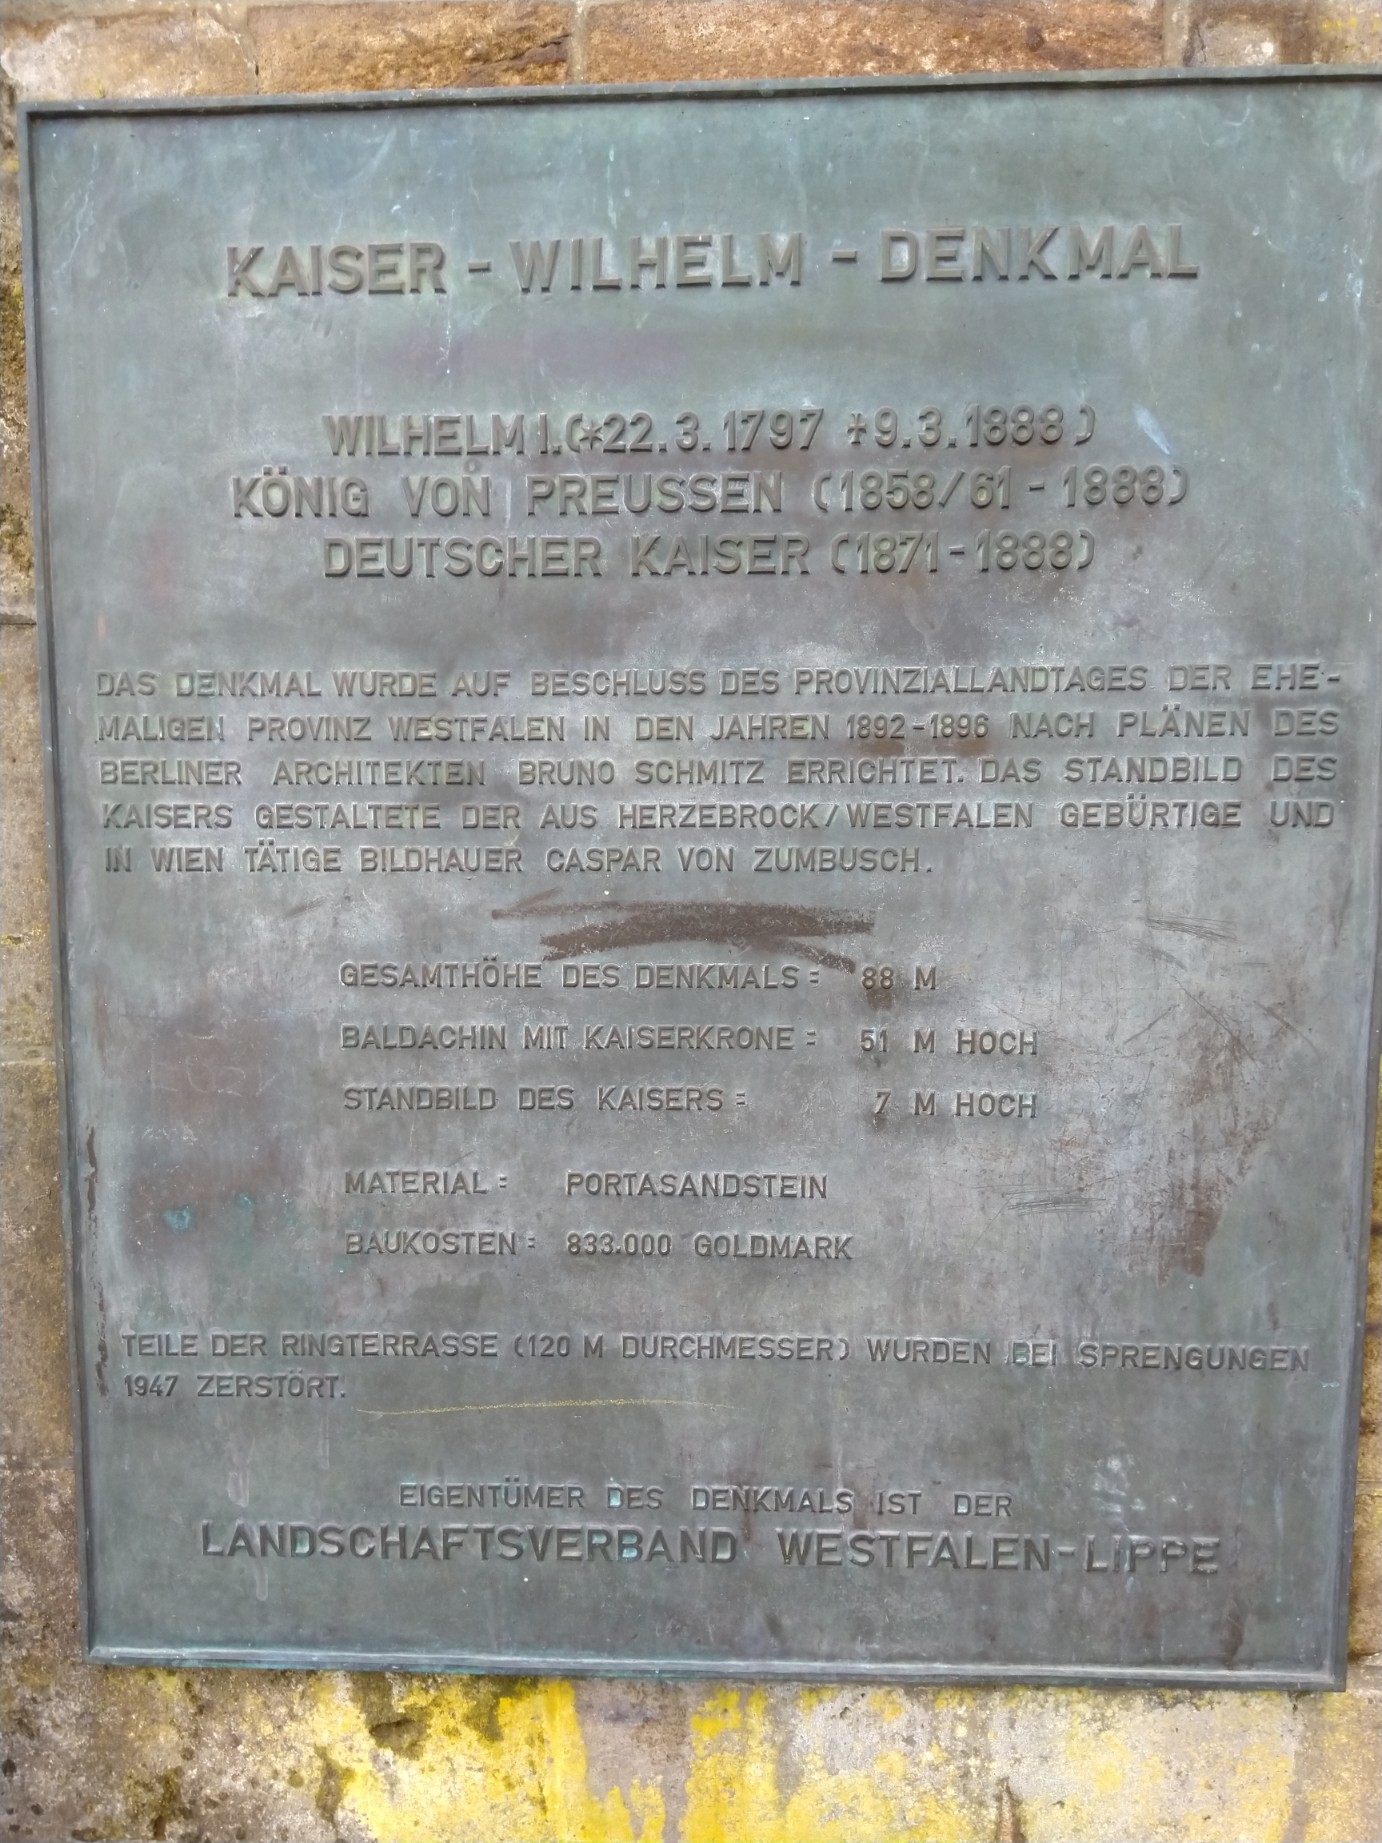 KAISER - WILHELM - DENKMAL
WILHELM I. (*22.3.1797 ✝9.3.1888)
KÖNIG VON PREUSSEN (1858/61 - 1888)
DEUTSCHER KAISER (1871 - 1888)
DAS DENKMAL WURDE AUF BESCHLUSS DES PROVINZIALLANDTAGES DER EHE-
MALIGEN PROVINZ WESTFALEN IN DEN JAHREN 1892-1896 NACH PLÄNEN DES
BERLINER ARCHITEKTEN BRUNO SCHMITZ ERRICHTET. DAS STANDBILD DES
KAISERS GESTALTETE DER AUS HERZEBROCK/WESTFALEN GEBÜRTIGE UND
IN WIEN TÄTIGE BILDHAUER CASPAR VON ZUMBUSCH.
GESAMTHÖHE DES DENKMALS: 88 M
BALDACHIN MIT KAISERKRONE: 51 M HOCH
STANDBILD DES KAISERS: 7 M HOCH
MATERIAL: PORTASANDSTEIN
BAUKOSTEN: 833.000 GOLDMARK
TEILE DER RINGTERRASSE (120 M DURCHMESSER) WURDEN BEI SPRENGUNGEN
1947 ZERSTÖRT.
EIGENTÜMER DES DENKMALS IST DER
LANDSCHAFTSVERBAND WESTFALEN-LIPPE